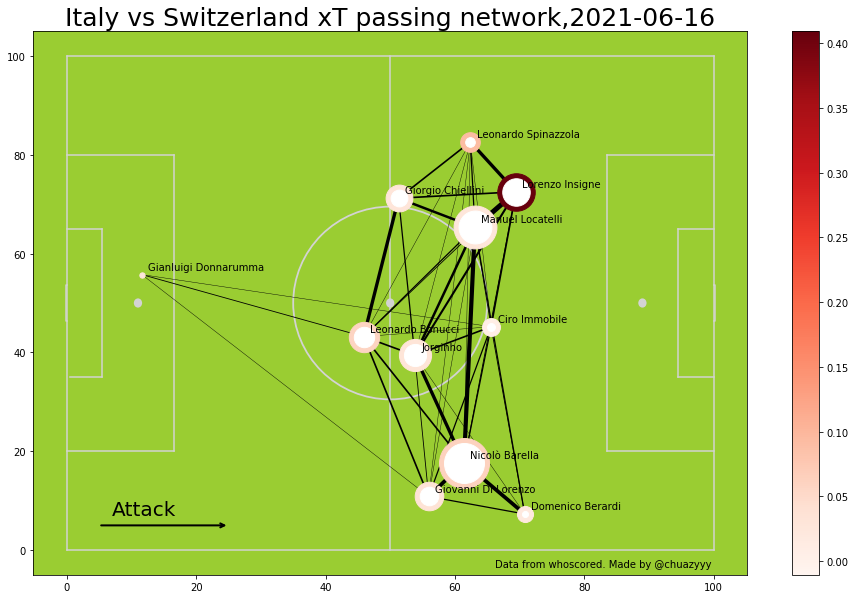 Italy vs Switzerland xT passing network,2021-06-16
100
80
60
40
20
0
0
20
40
60
80
100
Leonardo Spinazzola
Lorenzo Insigne
Giorgio Chiellini
Manuel Locatelli
Gianluigi Donnarumma
Ciro Immobile
Leonardo Bonucci
Jorginho
Nicolò Barella
Giovanni Di Lorenzo
Domenico Berardi
Attack
Data from whoscored. Made by @chuazyyy
0.40
0.35
0.30
0.25
0.20
0.15
0.10
0.05
0.00